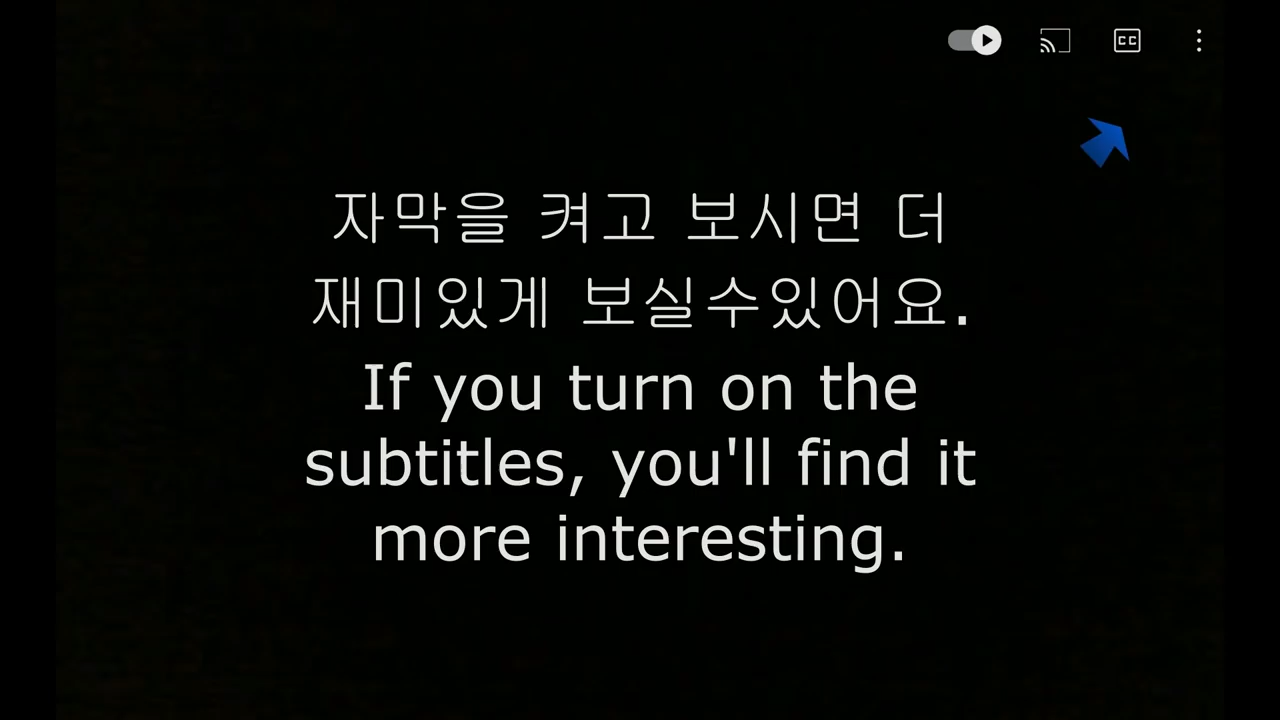 CC
자막을 켜고 보시면 더
재미있게 보실수있어요.
If you turn on the
subtitles, you'll find it
more interesting.